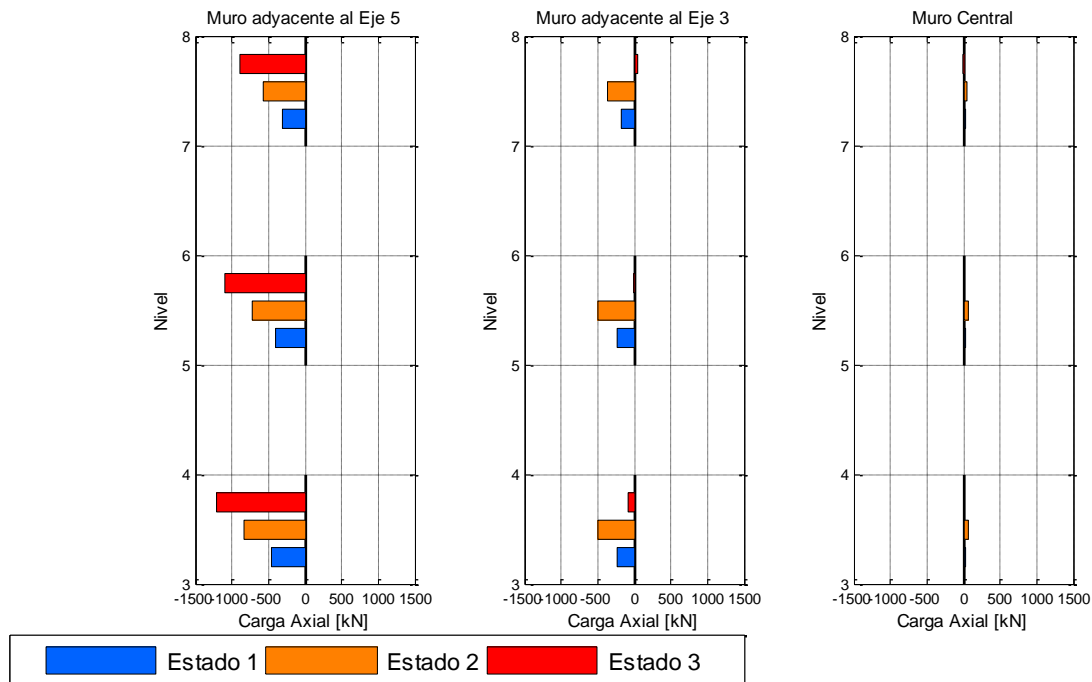 Muro adyacente al Eje 5
Muro adyacente al Eje 3
Muro Central
8
7
6
5
4
3
Nivel
-1500 -1000 -500 0 500 1000 1500
Carga Axial [kN]
8
7
6
5
4
3
Nivel
-1500 -1000 -500 0 500 1000 1500
Carga Axial [kN]
8
7
6
5
4
3
Nivel
-1500 -1000 -500 0 500 1000 1500
Carga Axial [kN]
Estado 1
Estado 2
Estado 3